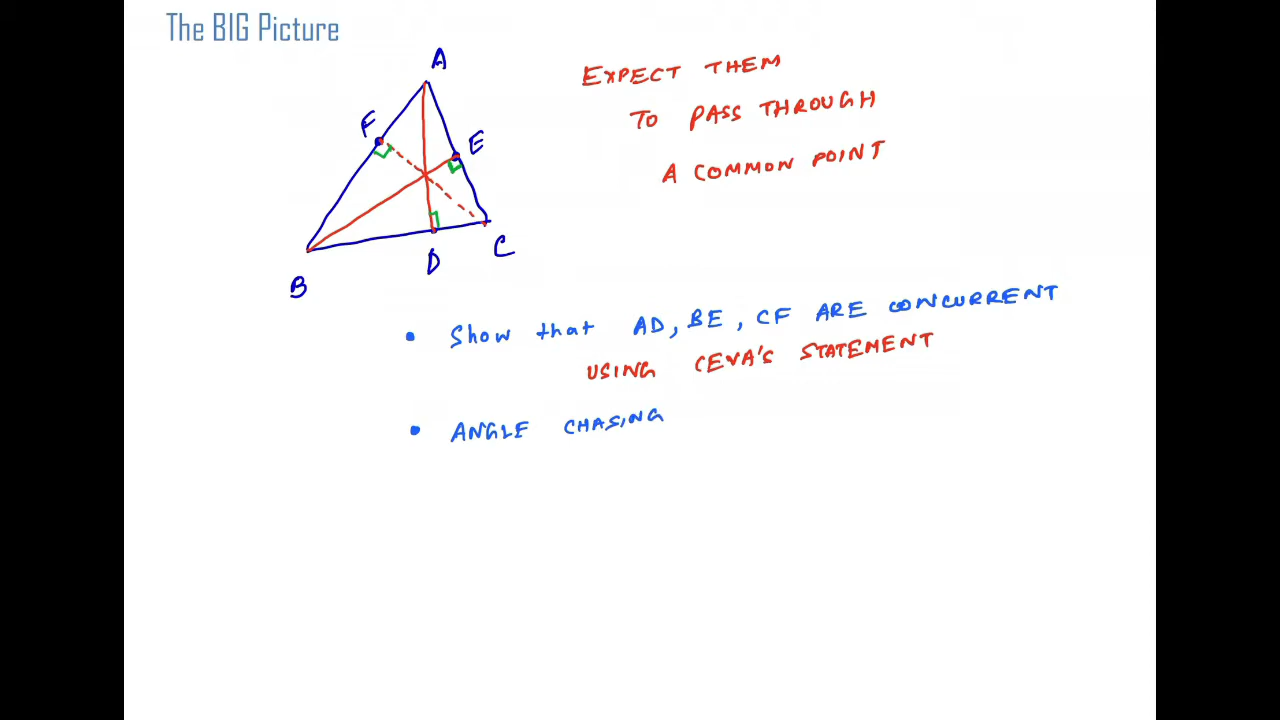 The BIG Picture
A
F
E
B
D
C
EXPECT THEM
TO PASS THROUGH
A COMMON POINT
• Show that AD, BE, CF ARE CONCURRENT
USING CEVA'S STATEMENT
• ANGLE CHASING